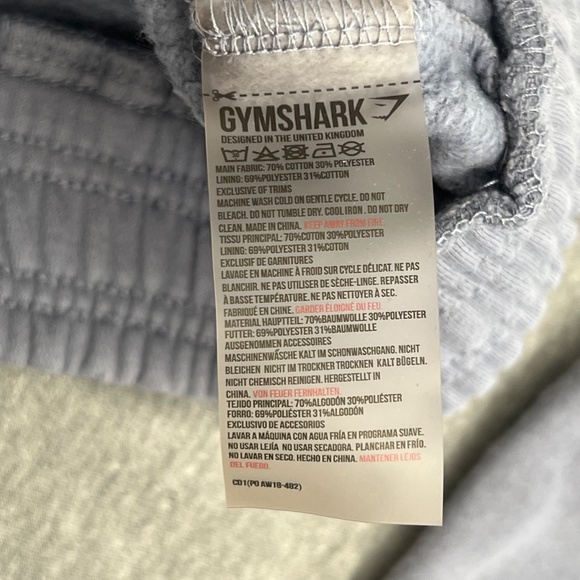 GYMSHARK
DESIGNED IN THE UNITED KINGDOM
MAIN FABRIC: 70% COTTON 30% POLYESTER
LINING: 69%POLYESTER 31%COTTON
EXCLUSIVE OF TRIMS
MACHINE WASH COLD ON GENTLE CYCLE. DO NOT
BLEACH. DO NOT TUMBLE DRY. COOL IRON . DO NOT DRY
CLEAN. MADE IN CHINA. KEEP AWAY FROM FIRE
TISSU PRINCIPAL: 70%COTON 30%POLYESTER
LINING: 69%POLYESTER 31%COTTON
EXCLUSIF DE GARNITURES
LAVAGE EN MACHINE À FROID SUR CYCLE DÉLICAT. NE PAS
BLANCHIR. NE PAS UTILISER DE SÈCHE-LINGE. REPASSER
À BASSE TEMPÉRATURE. NE PAS NETTOYER À SEC.
FABRIQUÉ EN CHINE. GARDER ÉLOIGNÉ DU FEU
MATERIAL HAUPTTEIL: 70%BAUMWOLLE 30%POLYESTER
FUTTER: 69%POLYESTER 31%BAUMWOLLE
AUSGENOMMEN ACCESSOIRES
MASCHINENWÄSCHE KALT IM SCHONWASCHGANG. NICHT
BLEICHEN. NICHT IM TROCKNER TROCKNEN. KALT BÜGELN.
NICHT CHEMISCH REINIGEN. HERGESTELLT IN
CHINA. VON FEUER FERNHALTEN.
TEJIDO PRINCIPAL: 70%ALGODÓN 30%POLIÉSTER
FORRO: 69%POLIÉSTER 31%ALGODÓN
EXCLUSIVO DE ACCESORIOS
LAVAR A MÁQUINA CON AGUA FRÍA EN PROGRAMA SUAVE.
NO USAR LEJÍA. NO USAR SECADORA. PLANCHAR EN FRÍO.
NO LAVAR EN SECO. HECHO EN CHINA. MANTENER LEJOS
DEL FUEGO.
CD1(PO AW18-482)